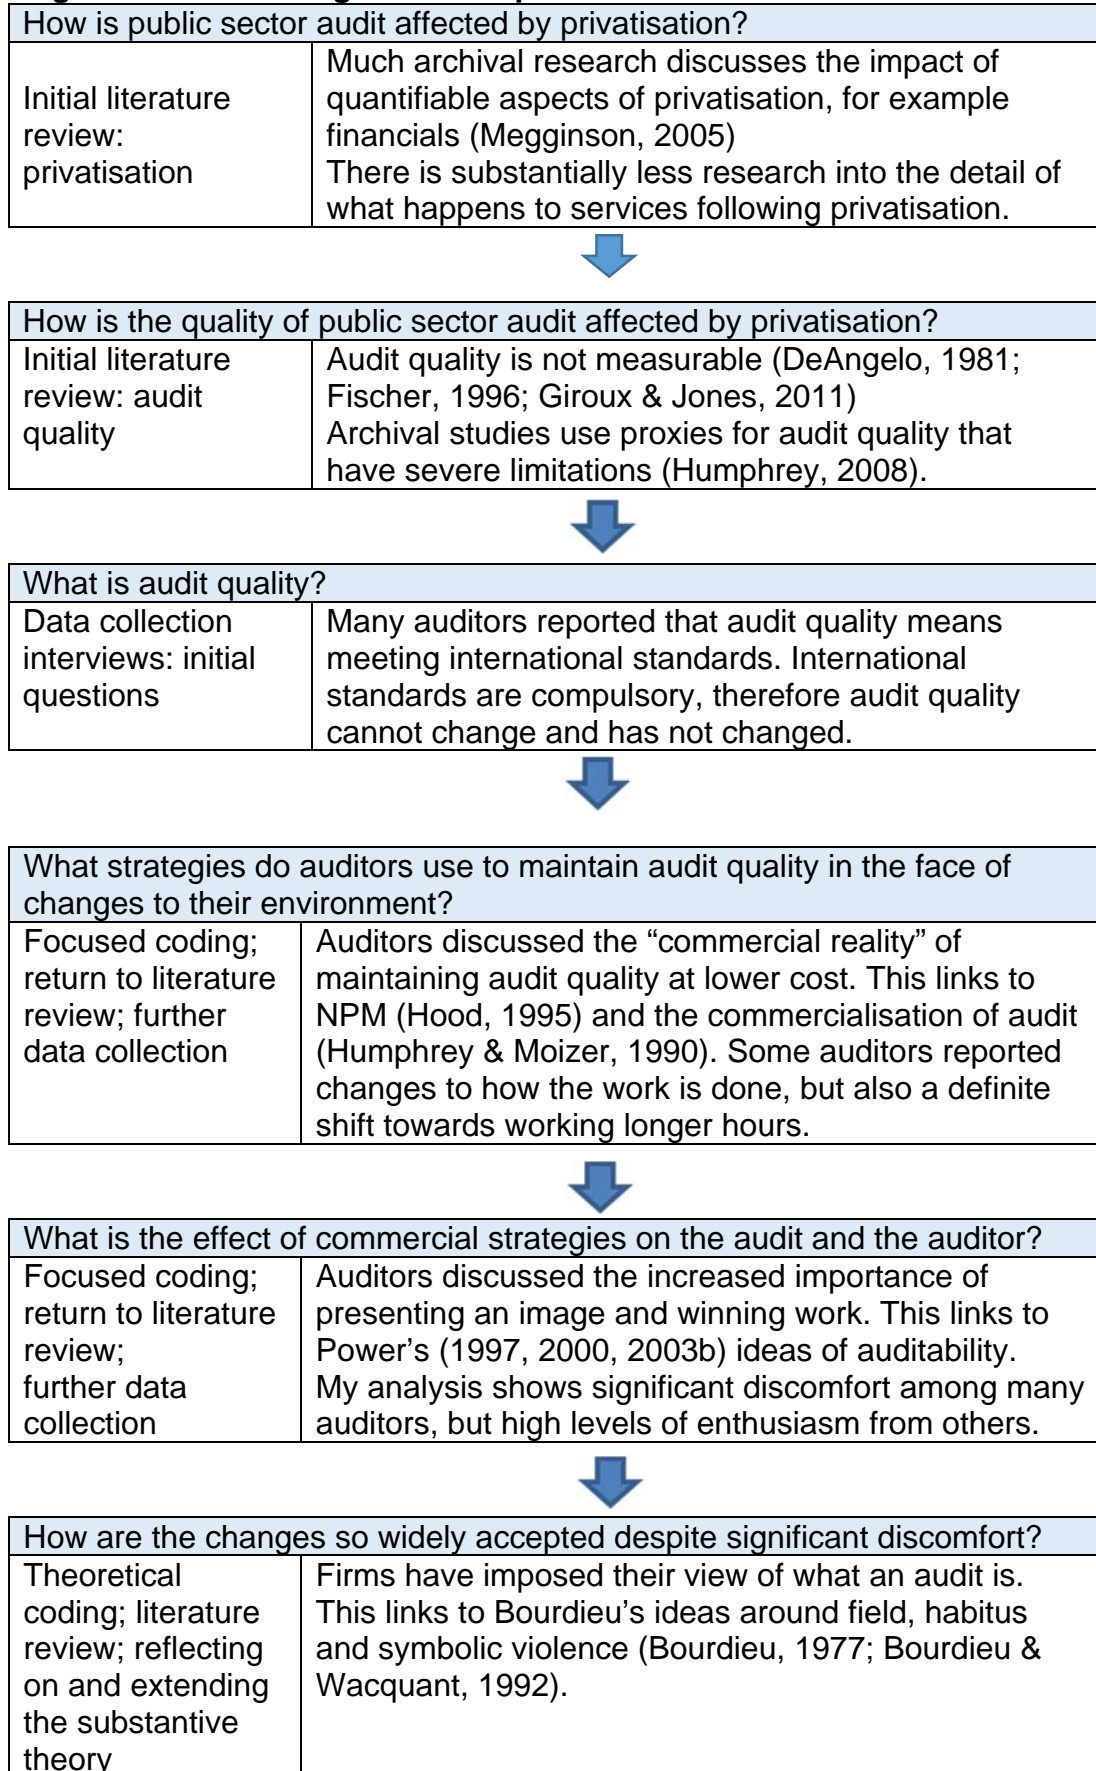 How is public sector audit affected by privatisation?
Initial literature
review:
privatisation
Much archival research discusses the impact of
quantifiable aspects of privatisation, for example
financials (Megginson, 2005)
There is substantially less research into the detail of
what happens to services following privatisation.
How is the quality of public sector audit affected by privatisation?
Initial literature
review: audit
quality
Audit quality is not measurable (DeAngelo, 1981;
Fischer, 1996; Giroux & Jones, 2011)
Archival studies use proxies for audit quality that
have severe limitations (Humphrey, 2008).
What is audit quality?
Data collection
interviews: initial
questions
Many auditors reported that audit quality means
meeting international standards. International
standards are compulsory, therefore audit quality
cannot change and has not changed.
What strategies do auditors use to maintain audit quality in the face of
changes to their environment?
Focused coding;
return to literature
review; further
data collection
Auditors discussed the “commercial reality” of
maintaining audit quality at lower cost. This links to
NPM (Hood, 1995) and the commercialisation of audit
(Humphrey & Moizer, 1990). Some auditors reported
changes to how the work is done, but also a definite
shift towards working longer hours.
What is the effect of commercial strategies on the audit and the auditor?
Focused coding;
return to literature
review;
further data
collection
Auditors discussed the increased importance of
presenting an image and winning work. This links to
Power’s (1997, 2000, 2003b) ideas of auditability.
My analysis shows significant discomfort among many
auditors, but high levels of enthusiasm from others.
How are the changes so widely accepted despite significant discomfort?
Theoretical
coding; literature
review; reflecting
on and extending
the substantive
theory
Firms have imposed their view of what an audit is.
This links to Bourdieu’s ideas around field, habitus
and symbolic violence (Bourdieu, 1977; Bourdieu &
Wacquant, 1992).